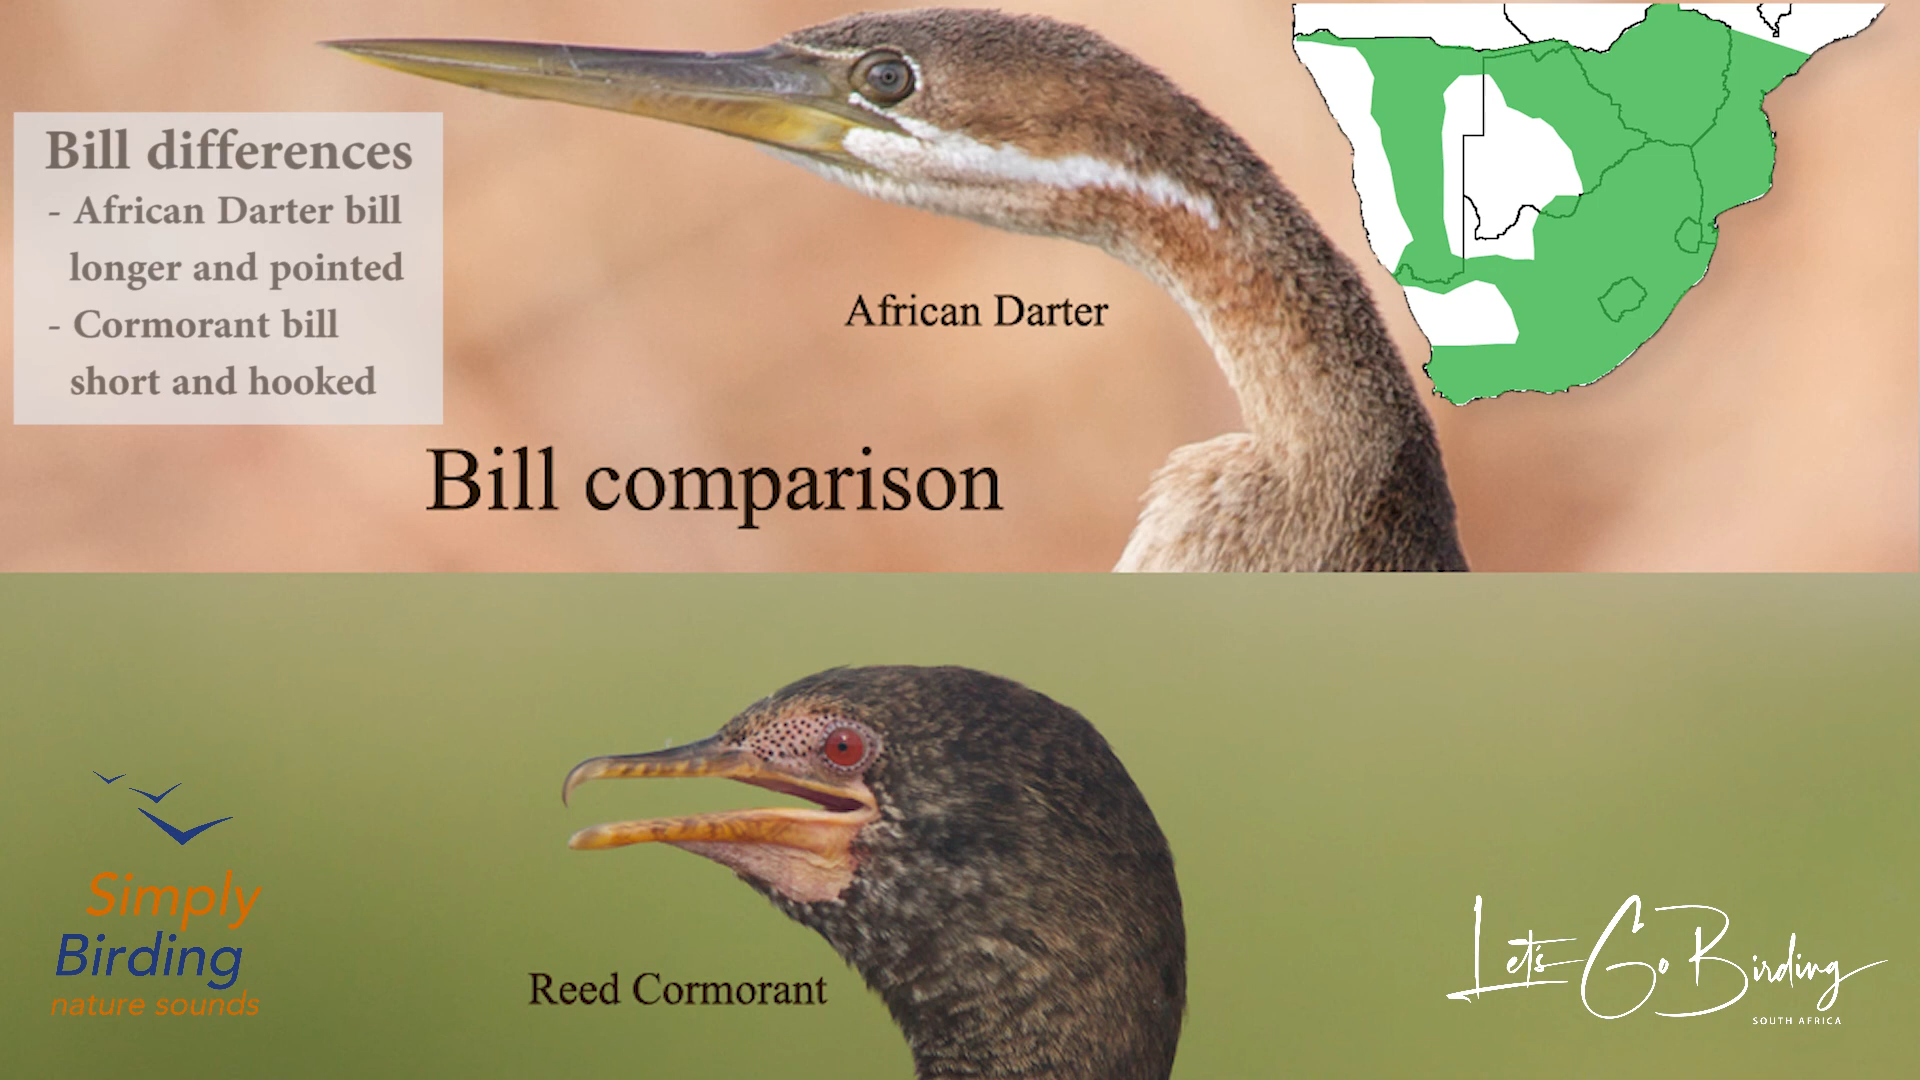 Bill differences
- African Darter bill
longer and pointed
- Cormorant bill
short and hooked
African Darter
Bill comparison
Reed Cormorant
Simply
Birding
nature sounds
Let's Go Birding
SOUTH AFRICA